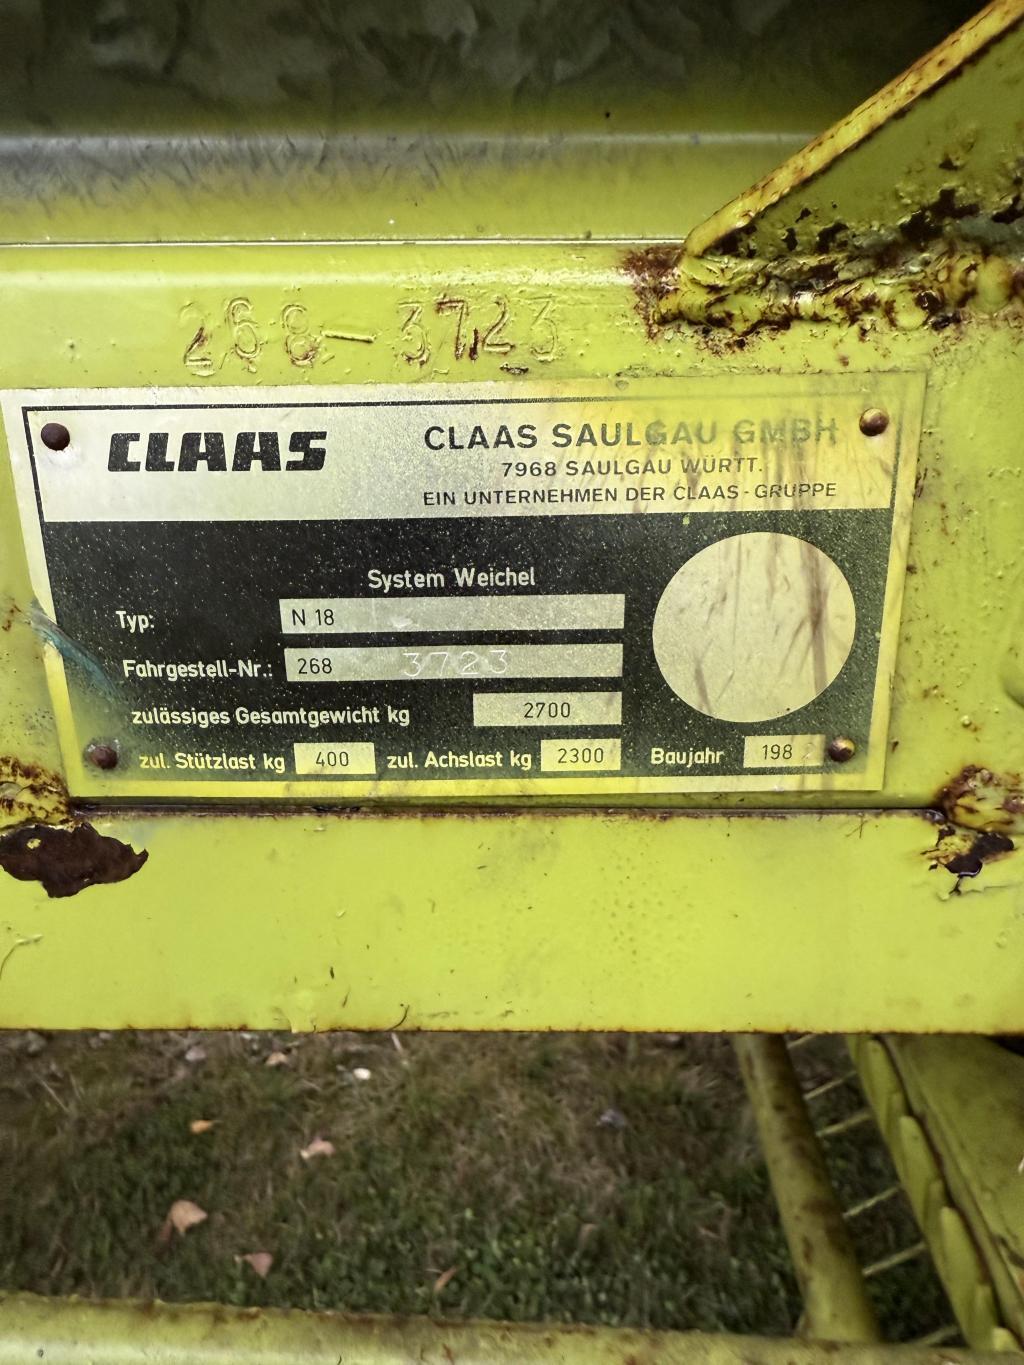 268-3723
CLAAS
CLAAS SAULGAU GMBH
7968 SAULGAU WÜRTT.
EIN UNTERNEHMEN DER CLAAS-GRUPPE
System Weichel
Typ: N 18
Fahrgestell-Nr.: 268 3723
zulässiges Gesamtgewicht kg 2700
zul. Stützlast kg 400 zul. Achslast kg 2300 Baujahr 198